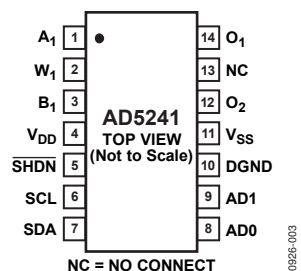 A1 1 14 O1
W1 2 13 NC
B1 3 12 O2
AD5241
VDD 4 11 VSS
TOP VIEW
(Not to Scale)
SHDN 5 10 DGND
SCL 6 9 AD1
SDA 7 8 AD0
NC = NO CONNECT
0926-003